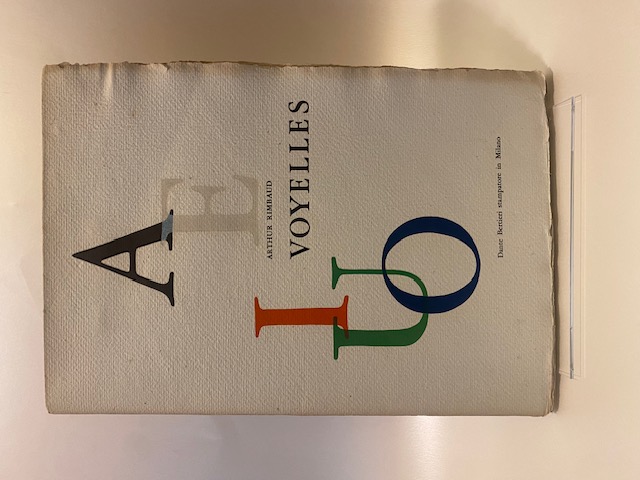 A
E
ARTHUR RIMBAUD
VOYELLES
I
U
O
Dante Bertieri stampatore in Milano